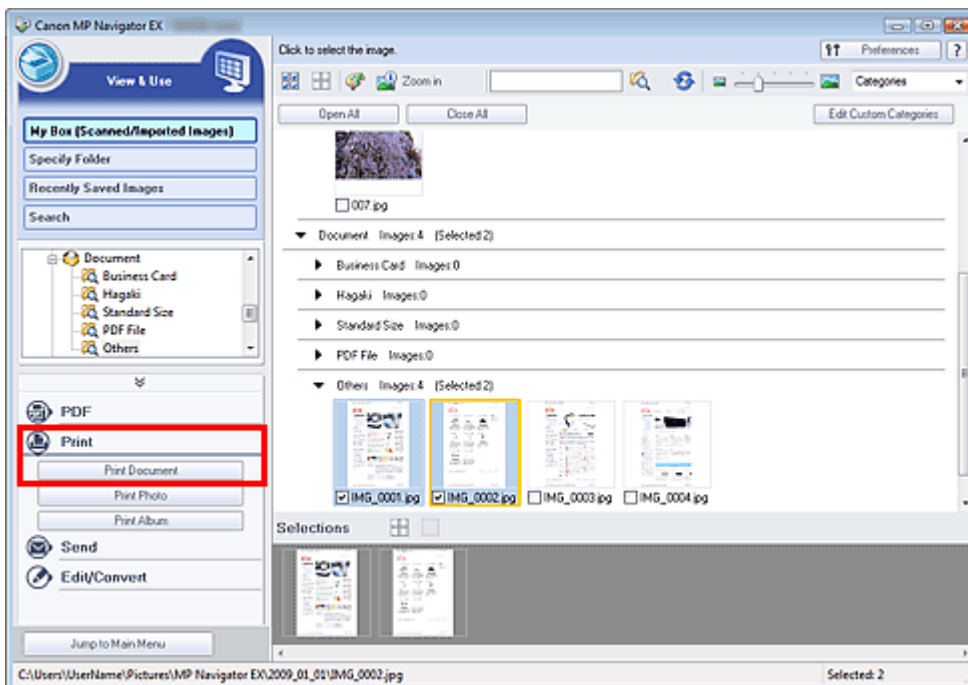 Canon MP Navigator EX
View & Use
My Box (Scanned/Imported Images)
Specify Folder
Recently Saved Images
Search
Document
Business Card
Hagaki
Standard Size
PDF File
Others
PDF
Print
Print Document
Print Photo
Print Album
Send
Edit/Convert
Jump to Main Menu
Click to select the image.
Preferences ?
Zoom in
Categories
Open All Close All Edit Custom Categories
007.jpg
Document Images:4 (Selected:2)
Business Card Images:0
Hagaki Images:0
Standard Size Images:0
PDF File Images:0
Others Images:4 (Selected:2)
IMG_0001.jpg IMG_0002.jpg IMG_0003.jpg IMG_0004.jpg
Selections
C:\Users\UserName\Pictures\MP Navigator EX\2009_01_01\IMG_0002.jpg Selected: 2